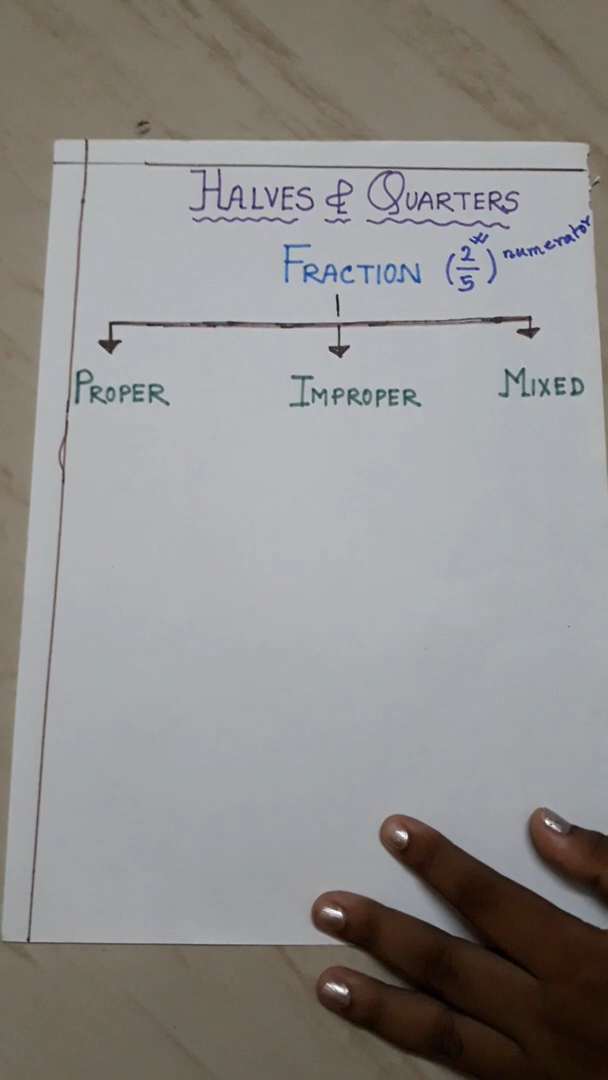 HALVES & QUARTERS
FRACTION (2/5) numerator
PROPER IMPROPER MIXED